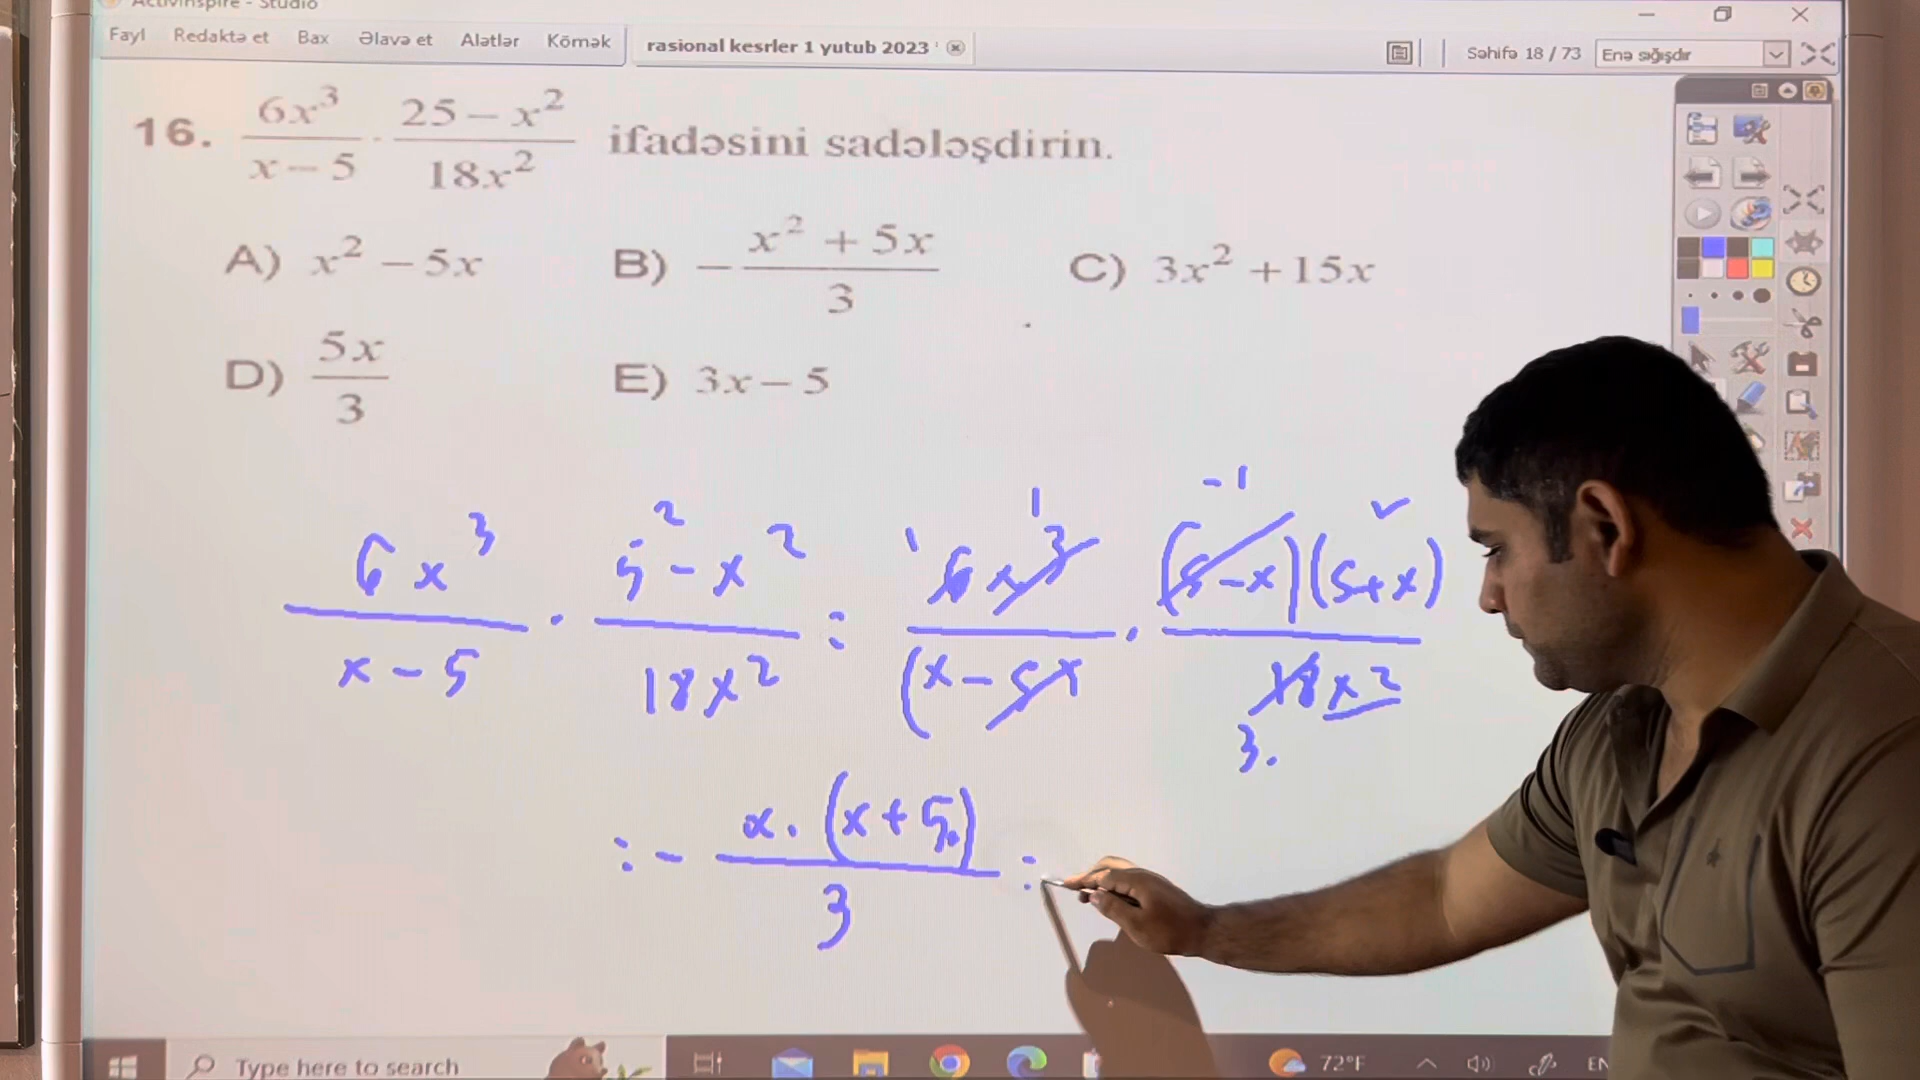 ActivInspire - Studio
Fayl Redaktə et Bax Əlavə et Alətlər Kömək
rasional kesrler 1 yutub 2023
Səhifə 18 / 73 Enə sığışdır
16. 6x³/(x − 5) · (25 − x²)/(18x²) ifadəsini sadələşdirin.
A) x² − 5x B) −(x² + 5x)/3 C) 3x² + 15x
D) 5x/3 E) 3x − 5
6x³/(x − 5) · (5² − x²)/(18x²) = 6x³/(x − 5) · (5 − x)(5 + x)/(18x²)
1 1 −1
3.
= − x · (x + 5)/3 =
Type here to search
72°F
EN